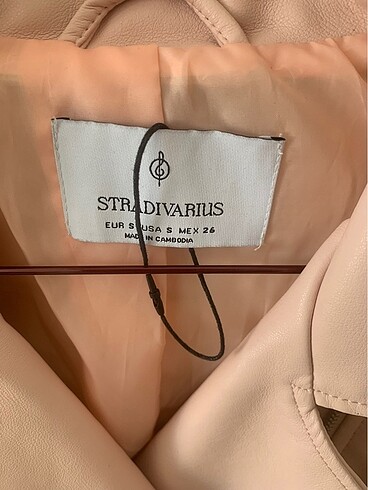 STRADIVARIUS
EUR S USA S MEX 26
MADE IN CAMBODIA